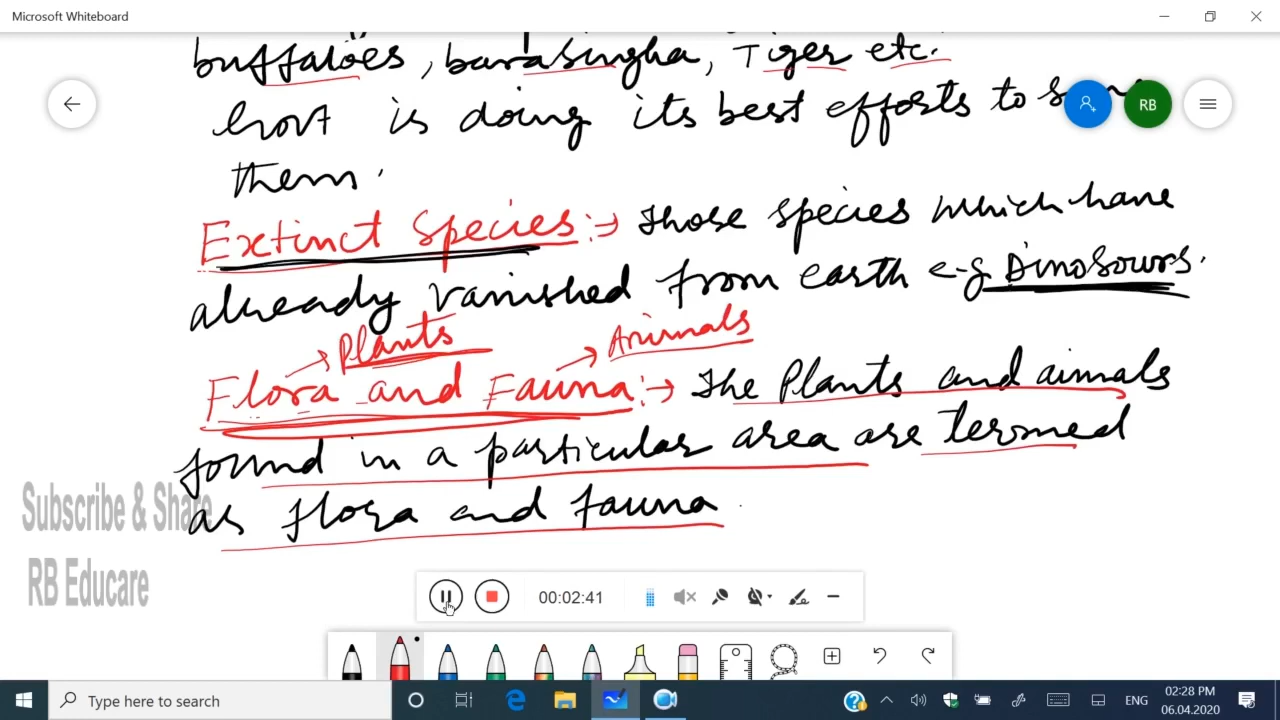 Microsoft Whiteboard
buffaloes, barasingha, Tiger etc.
Govt is doing its best efforts to
them.
RB
Extinct Species:→ Those species which have
already vanished from earth e.g. Dinosours.
Plants Animals
Flora and Fauna:→ The Plants and aimals
found in a particular area are termed
as flora and fauna
Subscribe & Share
RB Educare
00:02:41
Type here to search
ENG
02:28 PM
06.04.2020